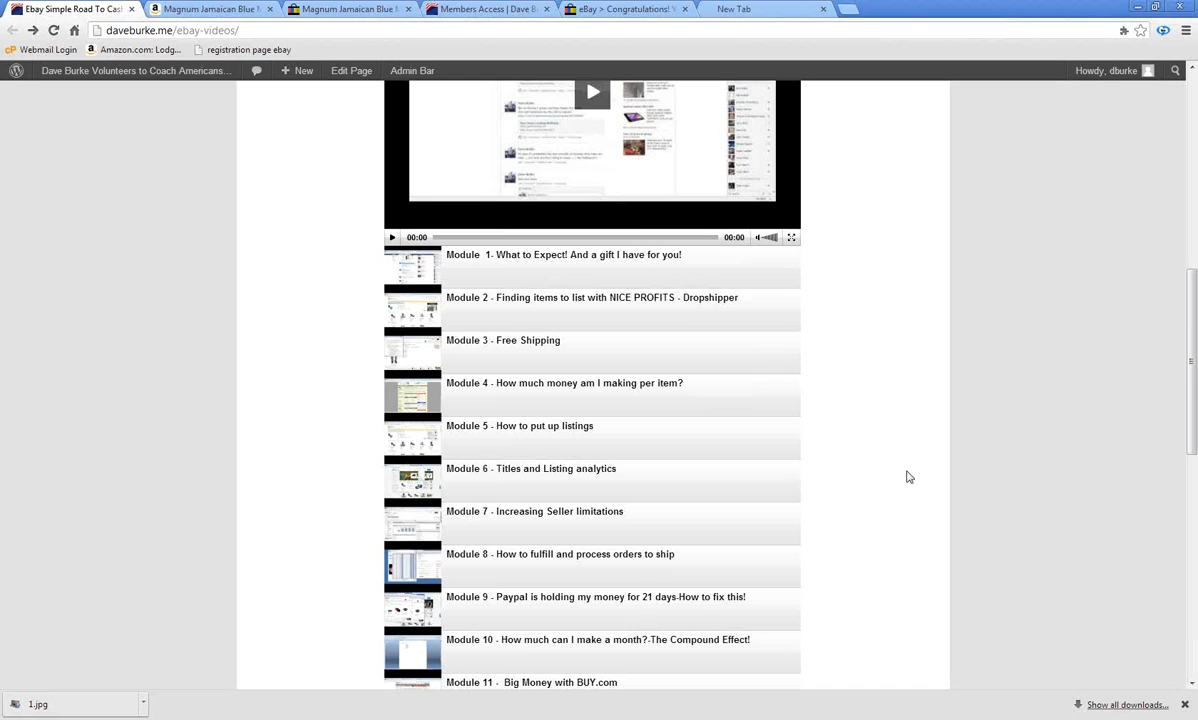 Ebay Simple Road To Cas
Magnum Jamaican Blue M
Magnum Jamaican Blue M
Members Access | Dave B
eBay > Congratulations! Y
New Tab
daveburke.me/ebay-videos/
cP Webmail Login
Amazon.com: Lodg...
registration page ebay
Dave Burke Volunteers to Coach Americans...
New
Edit Page
Admin Bar
Howdy, dburke
00:00
00:00
Module 1- What to Expect! And a gift I have for you!
Module 2 - Finding items to list with NICE PROFITS - Dropshipper
Module 3 - Free Shipping
Module 4 - How much money am I making per item?
Module 5 - How to put up listings
Module 6 - Titles and Listing analytics
Module 7 - Increasing Seller limitations
Module 8 - How to fulfill and process orders to ship
Module 9 - Paypal is holding my money for 21 days-How to fix this!
Module 10 - How much can I make a month?-The Compound Effect!
Module 11 - Big Money with BUY.com
1.jpg
Show all downloads...